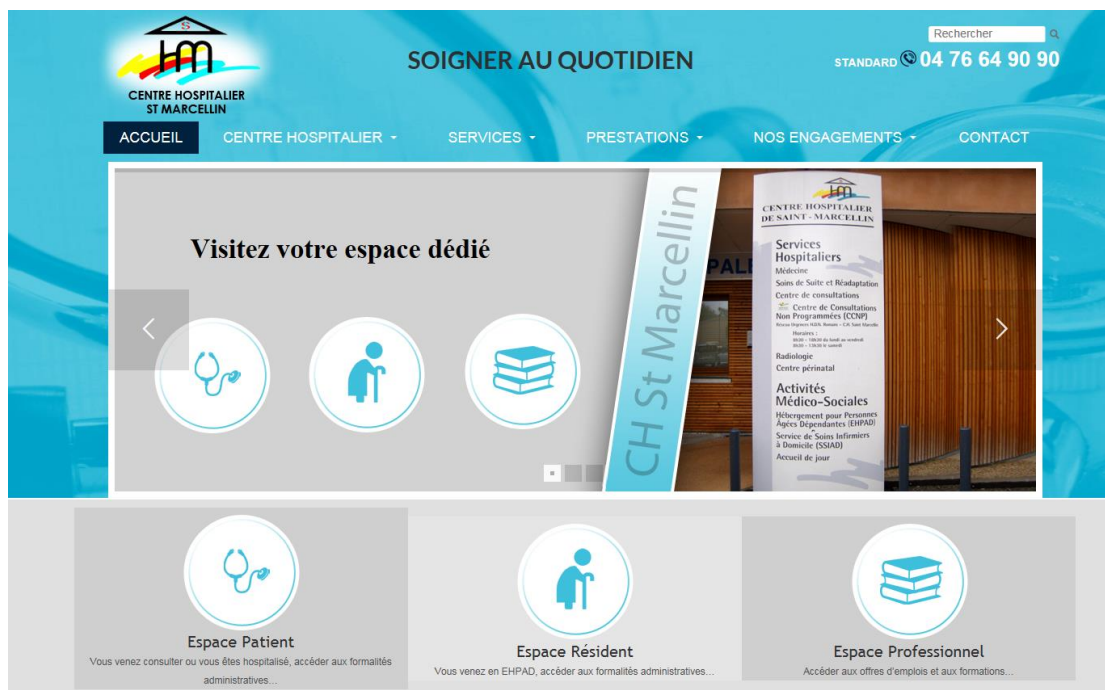 S
HM
CENTRE HOSPITALIER
ST MARCELLIN
SOIGNER AU QUOTIDIEN
Rechercher
STANDARD 04 76 64 90 90
ACCUEIL
CENTRE HOSPITALIER
SERVICES
PRESTATIONS
NOS ENGAGEMENTS
CONTACT
Visitez votre espace dédié
CH St Marcellin
PALE
HM
CENTRE HOSPITALIER
DE SAINT-MARCELLIN
Services
Hospitaliers
Médecine
Soins de Suite et Réadaptation
Centre de consultations
Centre de Consultations
Non Programmées (CCNP)
Horaires :
Radiologie
Centre périnatal
Activités
Médico-Sociales
Hébergement pour Personnes
Agées Dépendantes (EHPAD)
Service de Soins Infirmiers
à Domicile (SSIAD)
Accueil de jour
Espace Patient
Vous venez consulter ou vous êtes hospitalisé, accéder aux formalités
administratives...
Espace Résident
Vous venez en EHPAD, accéder aux formalités administratives...
Espace Professionnel
Accéder aux offres d'emplois et aux formations...